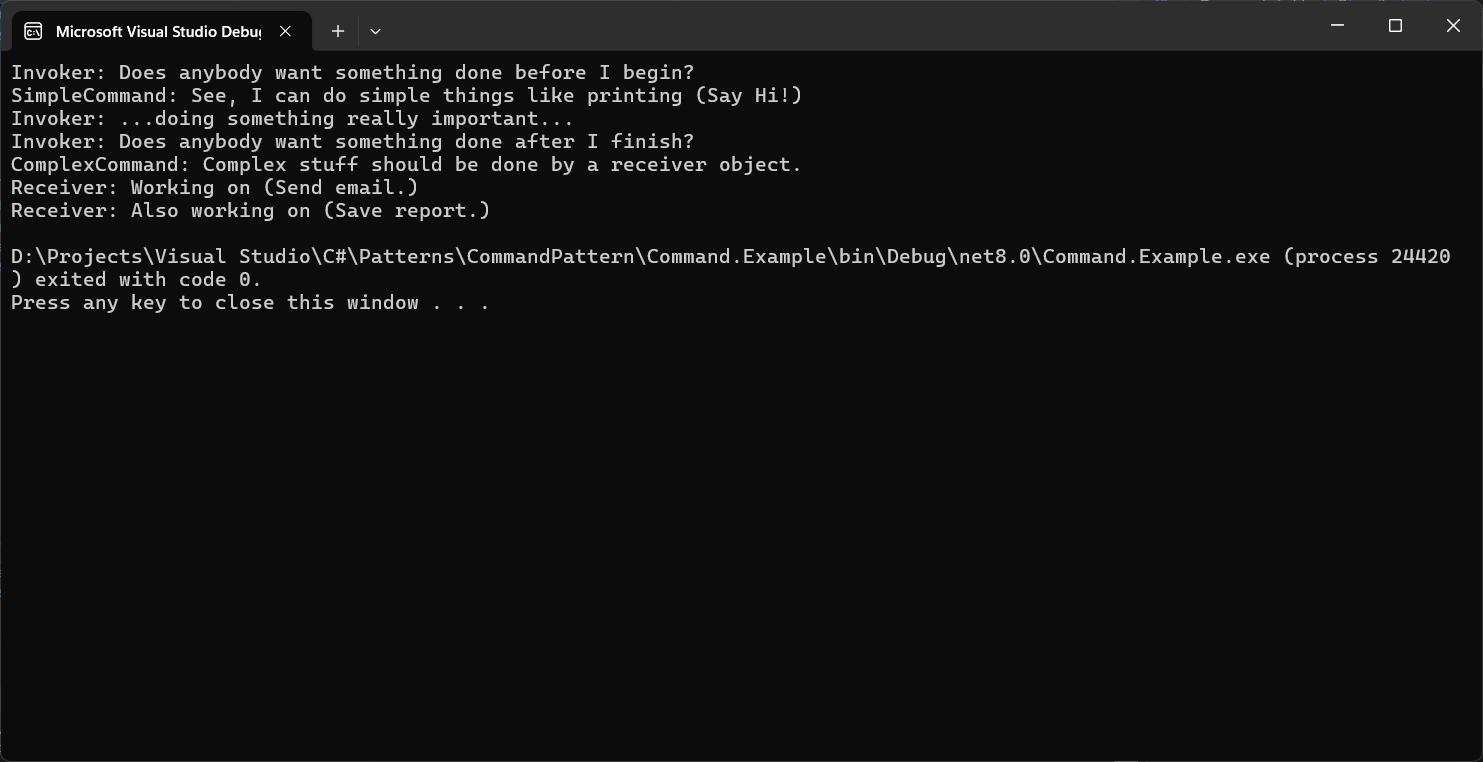 Microsoft Visual Studio Debu
Invoker: Does anybody want something done before I begin?
SimpleCommand: See, I can do simple things like printing (Say Hi!)
Invoker: ...doing something really important...
Invoker: Does anybody want something done after I finish?
ComplexCommand: Complex stuff should be done by a receiver object.
Receiver: Working on (Send email.)
Receiver: Also working on (Save report.)
D:\Projects\Visual Studio\C#\Patterns\CommandPattern\Command.Example\bin\Debug\net8.0\Command.Example.exe (process 24420
) exited with code 0.
Press any key to close this window . . .